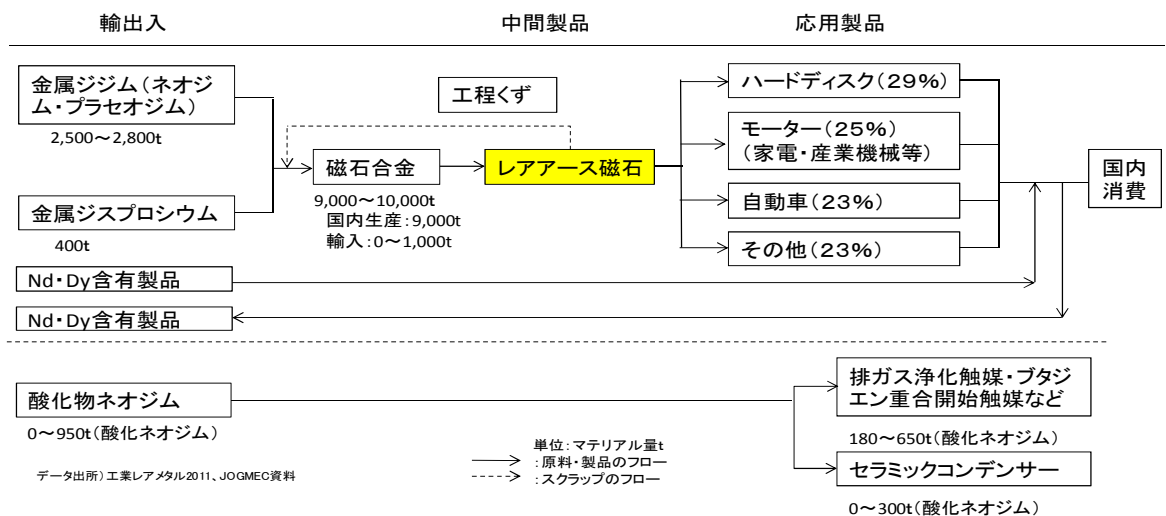 輸出入
中間製品
応用製品
金属ジジム(ネオジ
ム・プラセオジム)
2,500～2,800t
金属ジスプロシウム
400t
工程くず
磁石合金
9,000～10,000t
国内生産:9,000t
輸入:0～1,000t
レアアース磁石
ハードディスク(29%)
モーター(25%)
(家電・産業機械等)
自動車(23%)
その他(23%)
国内
消費
Nd・Dy含有製品
Nd・Dy含有製品
酸化物ネオジム
0～950t(酸化ネオジム)
排ガス浄化触媒・ブタジ
エン重合開始触媒など
180～650t(酸化ネオジム)
セラミックコンデンサー
0～300t(酸化ネオジム)
単位:マテリアル量t
:原料・製品のフロー
:スクラップのフロー
データ出所)工業レアメタル2011、JOGMEC資料